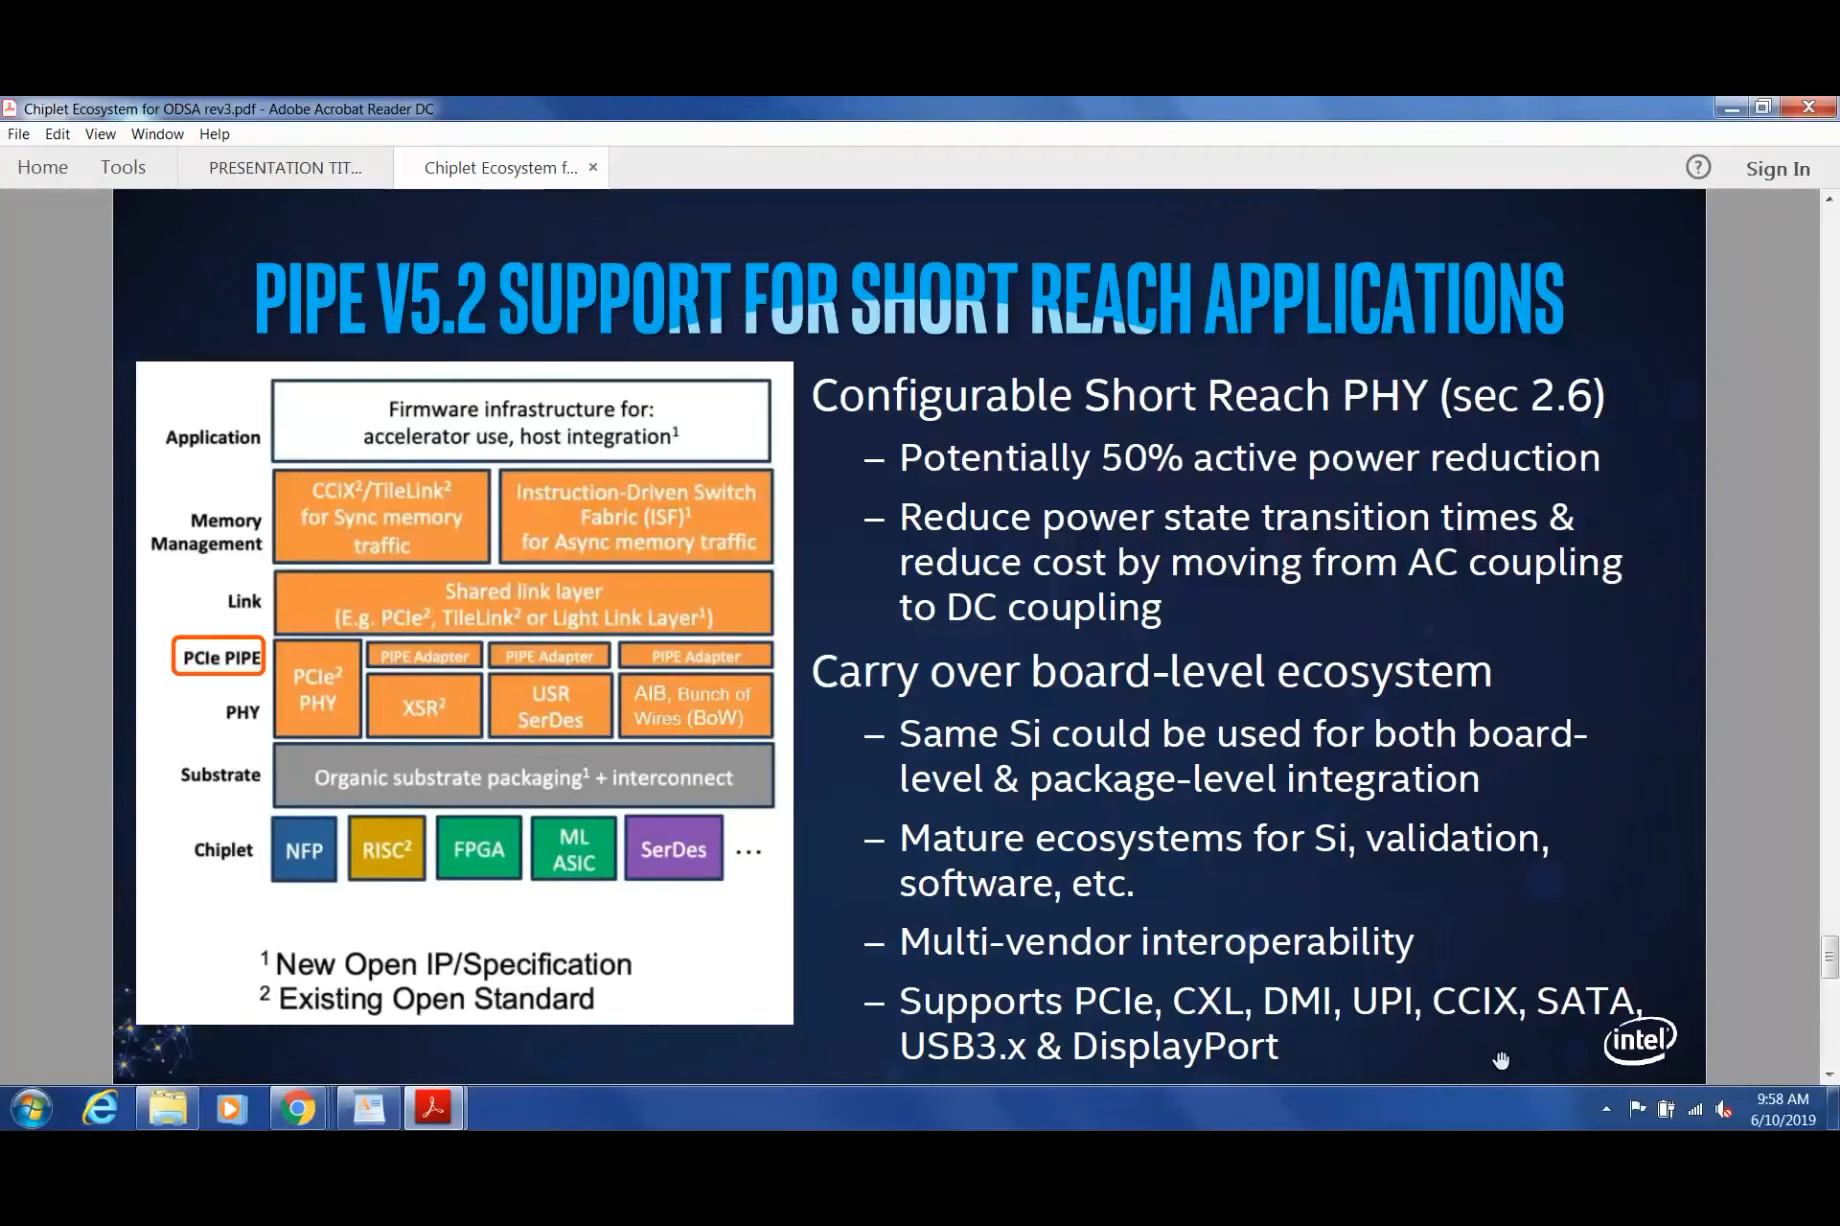 Chiplet Ecosystem for ODSA rev3.pdf - Adobe Acrobat Reader DC
File Edit View Window Help
Home Tools PRESENTATION TIT... Chiplet Ecosystem f... × ? Sign In
PIPE V5.2 SUPPORT FOR SHORT REACH APPLICATIONS
Application
Firmware infrastructure for:
accelerator use, host integration¹
Memory
Management
CCIX²/TileLink²
for Sync memory
traffic
Instruction-Driven Switch
Fabric (ISF)¹
for Async memory traffic
Link
Shared link layer
(E.g. PCIe², TileLink² or Light Link Layer¹)
PCIe PIPE
PIPE Adapter PIPE Adapter PIPE Adapter
PHY
PCIe²
PHY
XSR²
USR
SerDes
AIB, Bunch of
Wires (BoW)
Substrate
Organic substrate packaging¹ + interconnect
Chiplet
NFP
RISC²
FPGA
ML
ASIC
SerDes
...
¹ New Open IP/Specification
² Existing Open Standard
Configurable Short Reach PHY (sec 2.6)
– Potentially 50% active power reduction
– Reduce power state transition times &
reduce cost by moving from AC coupling
to DC coupling
Carry over board-level ecosystem
– Same Si could be used for both board-
level & package-level integration
– Mature ecosystems for Si, validation,
software, etc.
– Multi-vendor interoperability
– Supports PCIe, CXL, DMI, UPI, CCIX, SATA,
USB3.x & DisplayPort
intel
9:58 AM
6/10/2019